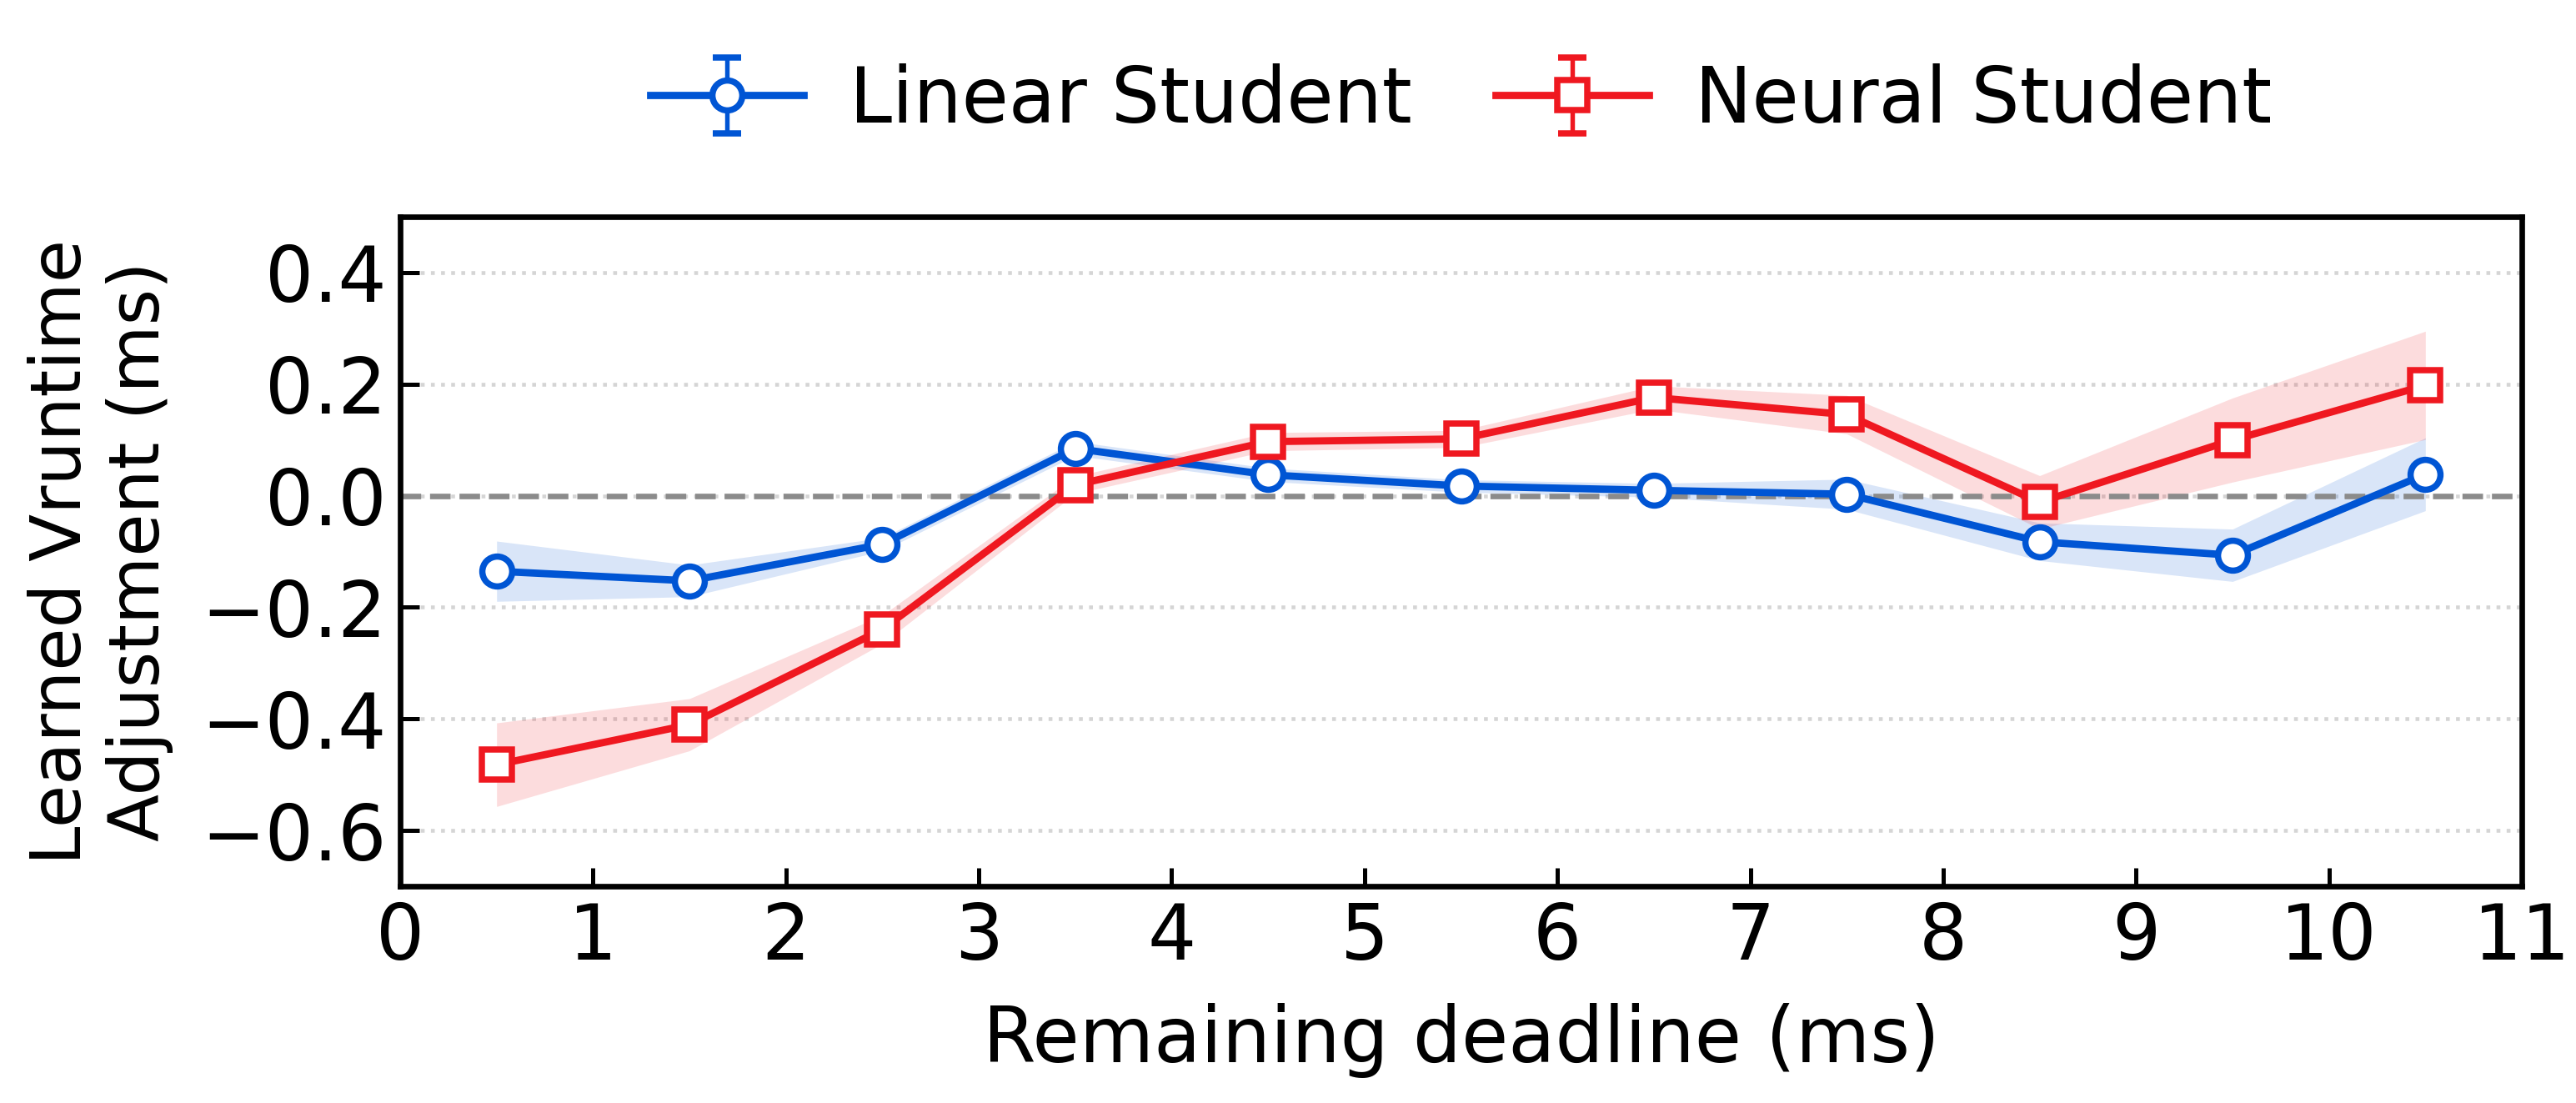 Linear Student
Neural Student
Learned Vruntime
Adjustment (ms)
0.4
0.2
0.0
−0.2
−0.4
−0.6
0 1 2 3 4 5 6 7 8 9 10 11
Remaining deadline (ms)